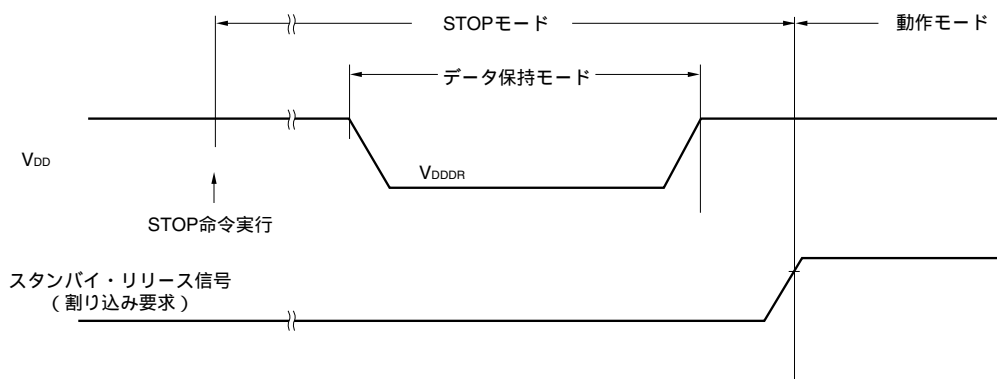 STOPモード
動作モード
データ保持モード
VDD
VDDDR
STOP命令実行
スタンバイ・リリース信号
（割り込み要求）